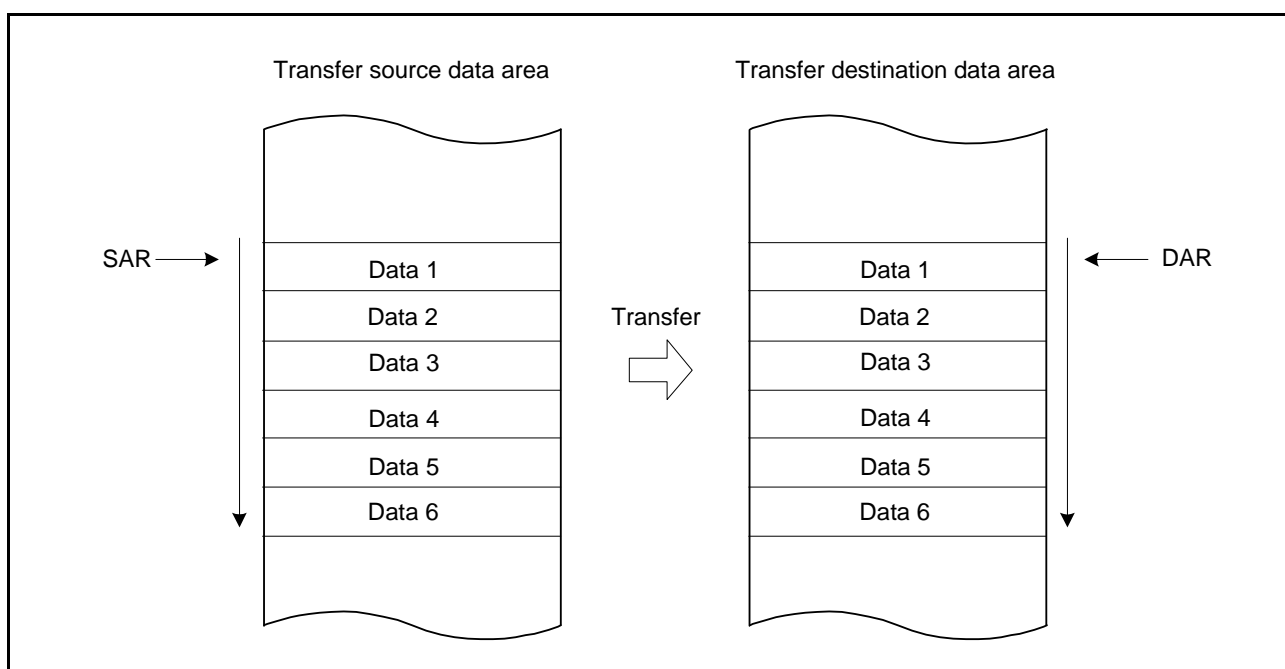 Transfer source data area
Transfer destination data area
SAR
DAR
Data 1
Data 2
Data 3
Data 4
Data 5
Data 6
Transfer
Data 1
Data 2
Data 3
Data 4
Data 5
Data 6